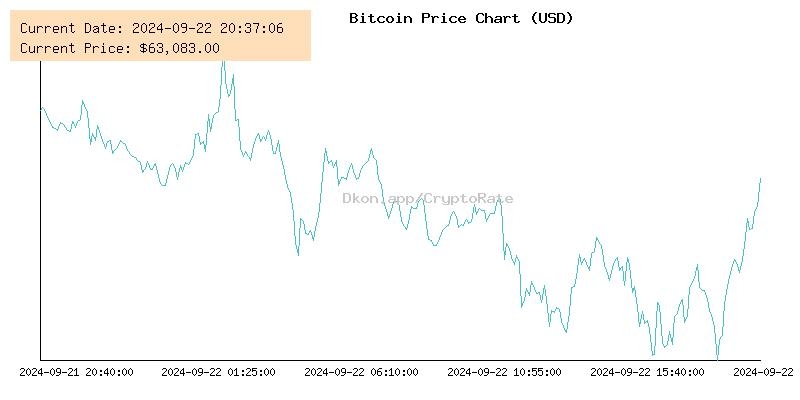 Bitcoin Price Chart (USD)
Current Date: 2024-09-22 20:37:06
Current Price: $63,083.00
Dkon.app/CryptoRate
2024-09-21 20:40:00 2024-09-22 01:25:00 2024-09-22 06:10:00 2024-09-22 10:55:00 2024-09-22 15:40:00 2024-09-22